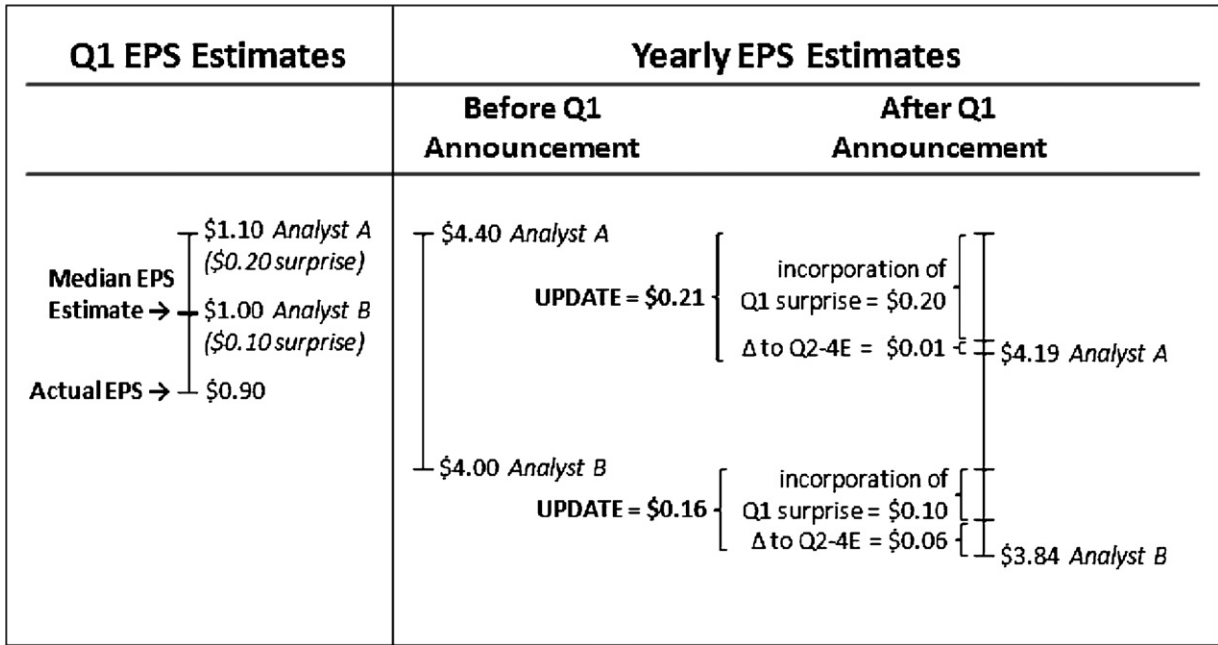 Q1 EPS Estimates
Yearly EPS Estimates
Before Q1
Announcement
After Q1
Announcement
$1.10 Analyst A
($0.20 surprise)
Median EPS
Estimate → $1.00 Analyst B
($0.10 surprise)
Actual EPS → $0.90
$4.40 Analyst A
UPDATE = $0.21
incorporation of
Q1 surprise = $0.20
Δ to Q2-4E = $0.01
$4.19 Analyst A
$4.00 Analyst B
UPDATE = $0.16
incorporation of
Q1 surprise = $0.10
Δ to Q2-4E = $0.06
$3.84 Analyst B